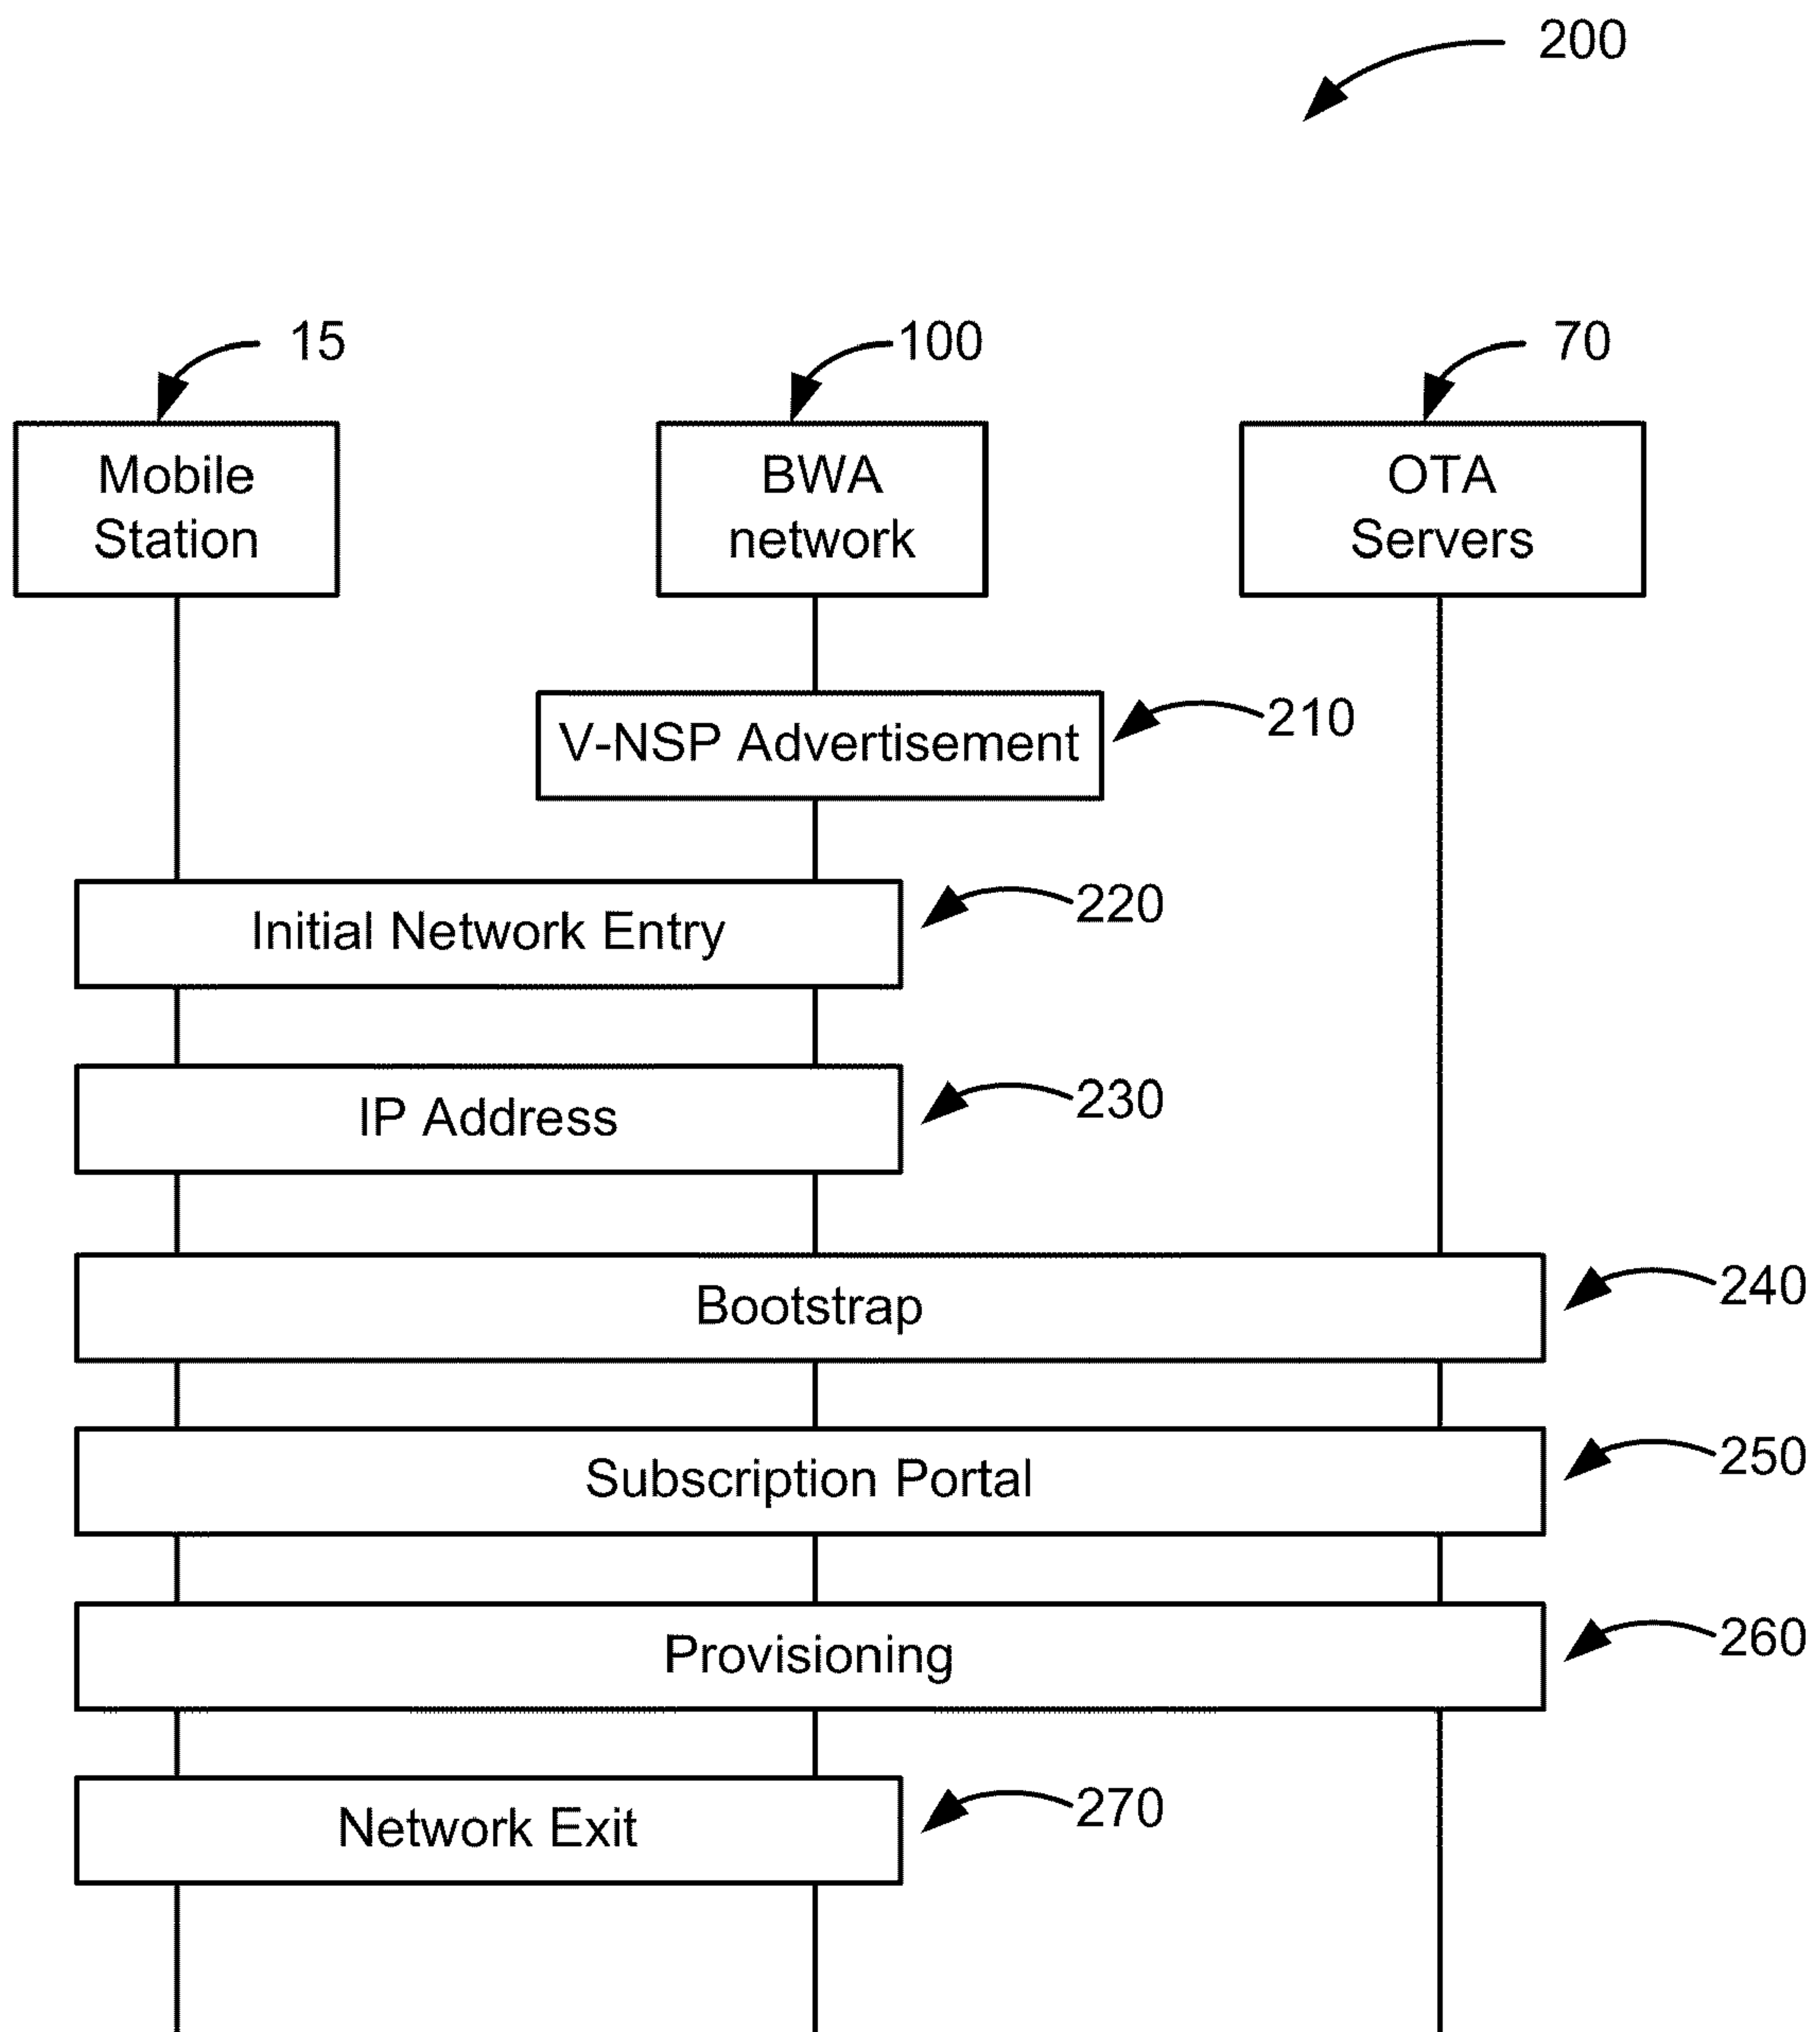 200
15
100
70
Mobile
Station
BWA
network
OTA
Servers
V-NSP Advertisement
210
Initial Network Entry
220
IP Address
230
Bootstrap
240
Subscription Portal
250
Provisioning
260
Network Exit
270